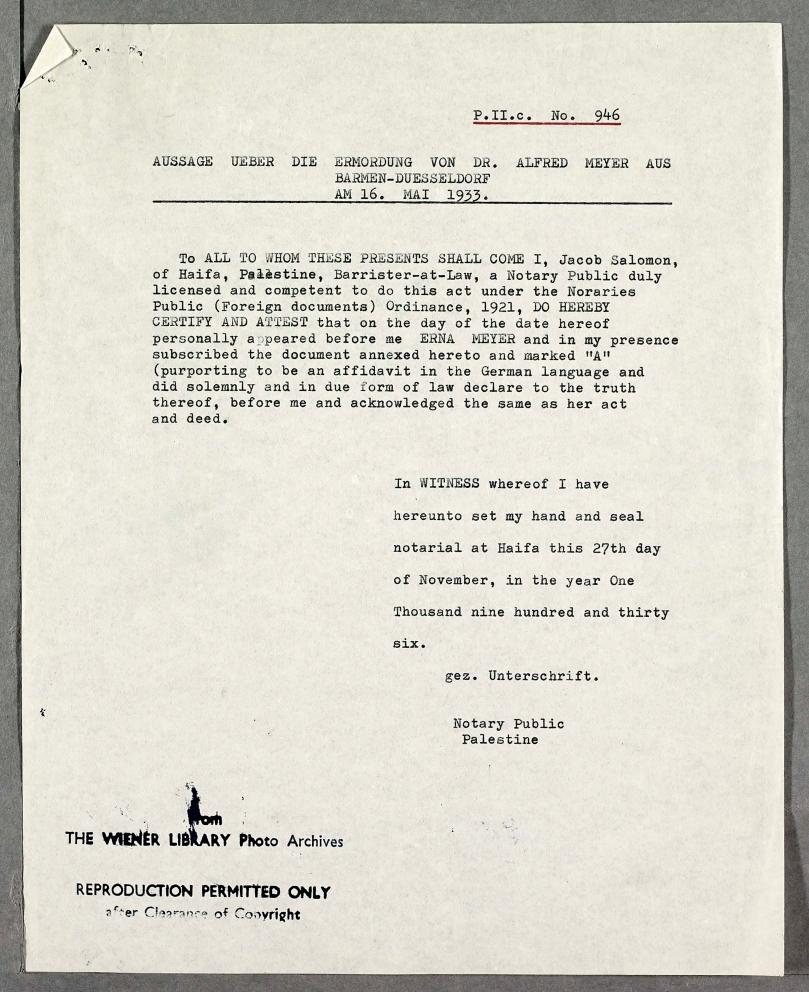 P.II.c. No. 946
AUSSAGE UEBER DIE ERMORDUNG VON DR. ALFRED MEYER AUS
BARMEN-DUESSELDORF
AM 16. MAI 1933.
To ALL TO WHOM THESE PRESENTS SHALL COME I, Jacob Salomon,
of Haifa, Palestine, Barrister-at-Law, a Notary Public duly
licensed and competent to do this act under the Noraries
Public (Foreign documents) Ordinance, 1921, DO HEREBY
CERTIFY AND ATTEST that on the day of the date hereof
personally appeared before me ERNA MEYER and in my presence
subscribed the document annexed hereto and marked "A"
(purporting to be an affidavit in the German language and
did solemnly and in due form of law declare to the truth
thereof, before me and acknowledged the same as her act
and deed.
In WITNESS whereof I have
hereunto set my hand and seal
notarial at Haifa this 27th day
of November, in the year One
Thousand nine hundred and thirty
six.
gez. Unterschrift.
Notary Public
Palestine
From
THE WIENER LIBRARY Photo Archives
REPRODUCTION PERMITTED ONLY
after Clearance of Copyright